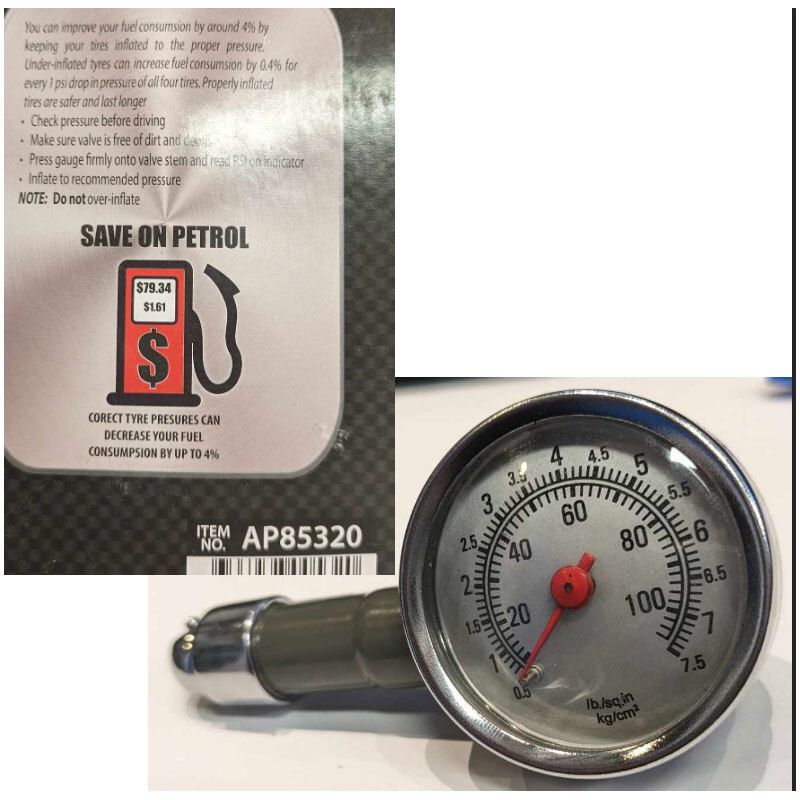 You can improve your fuel consumsion by around 4% by
keeping your tires inflated to the proper pressure.
Under-inflated tyres can increase fuel consumsion by 0.4% for
every 1 psi drop in pressure of all four tires. Properly inflated
tires are safer and last longer
• Check pressure before driving
• Make sure valve is free of dirt and debris
• Press gauge firmly onto valve stem and read PSI on indicator
• Inflate to recommended pressure
NOTE: Do not over-inflate
SAVE ON PETROL
$79.34
$1.61
$
CORECT TYRE PRESURES CAN
DECREASE YOUR FUEL
CONSUMPSION BY UP TO 4%
ITEM NO. AP85320
0.5 1 1.5 2 2.5 3 3.5 4 4.5 5 5.5 6 6.5 7 7.5
20 40 60 80 100
lb./sq.in
kg/cm²